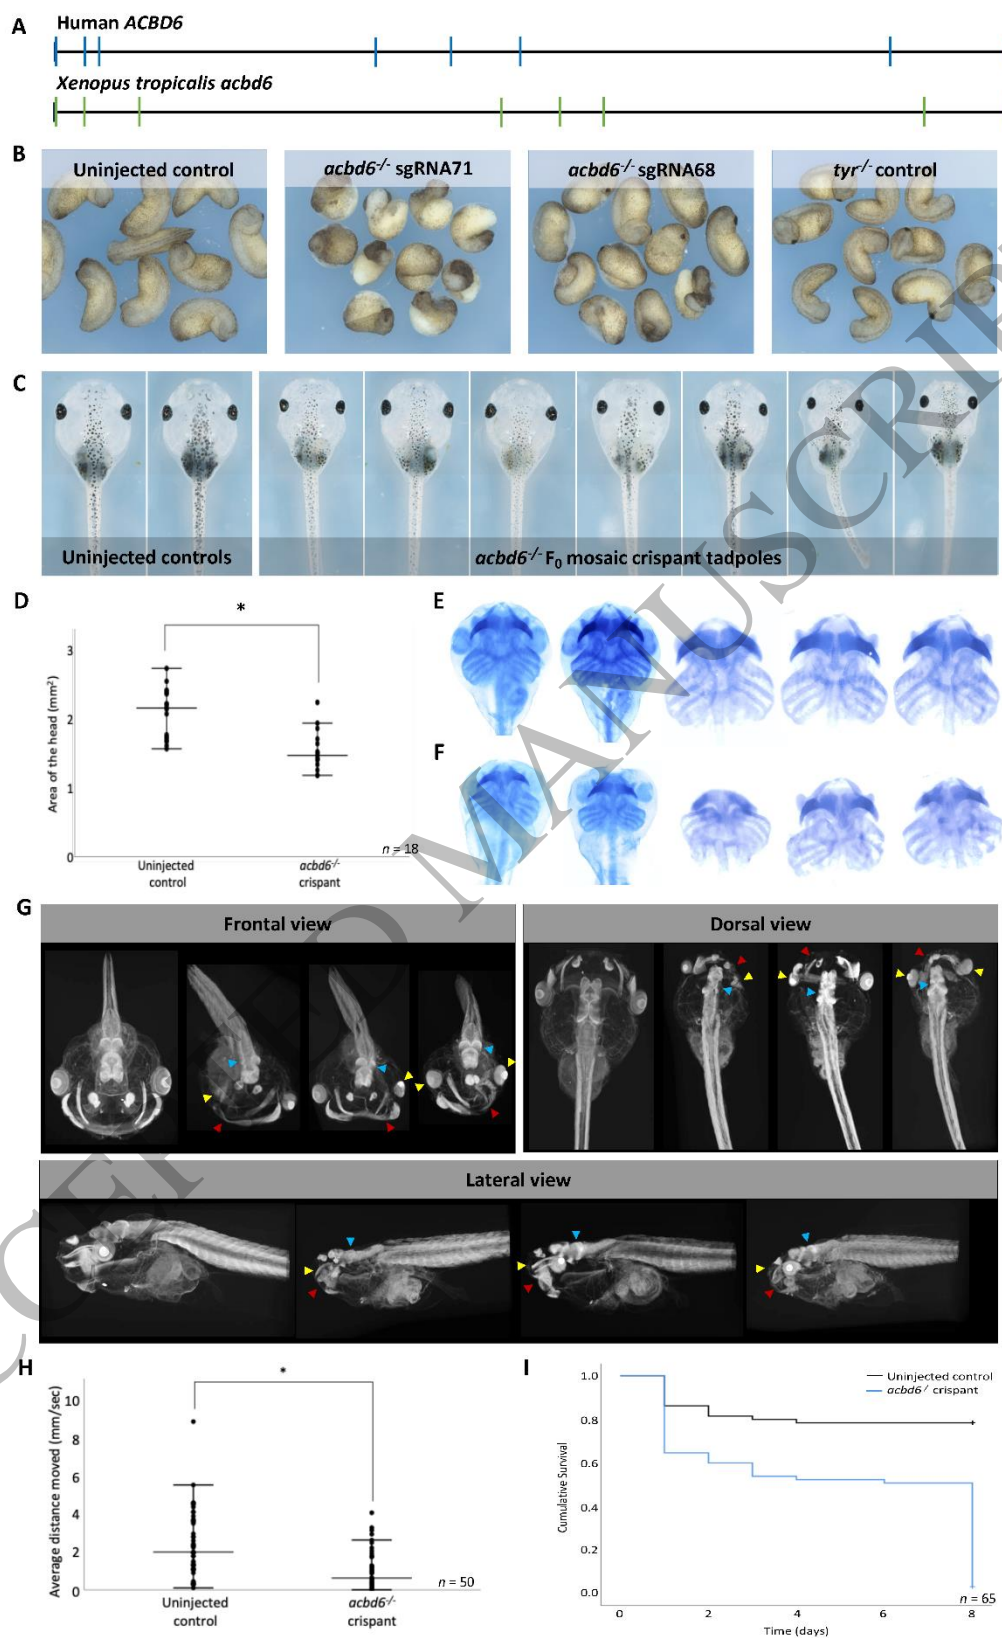 A
Human ACBD6
Xenopus tropicalis acbd6
B
Uninjected control
acbd6-/- sgRNA71
acbd6-/- sgRNA68
tyr-/- control
C
Uninjected controls
acbd6-/- F0 mosaic crispant tadpoles
D
*
Area of the head (mm2)
3
2
1
0
Uninjected
control
acbd6-/-
crispant
n = 18
E
F
G
Frontal view
Dorsal view
Lateral view
H
*
Average distance moved (mm/sec)
10
8
6
4
2
0
Uninjected
control
acbd6-/-
crispant
n = 50
I
Uninjected control
acbd6-/- crispant
Cumulative Survival
1.0
0.8
0.6
0.4
0.2
0.0
0
2
4
6
8
n = 65
Time (days)
ACCEPTED MANUSCRIP